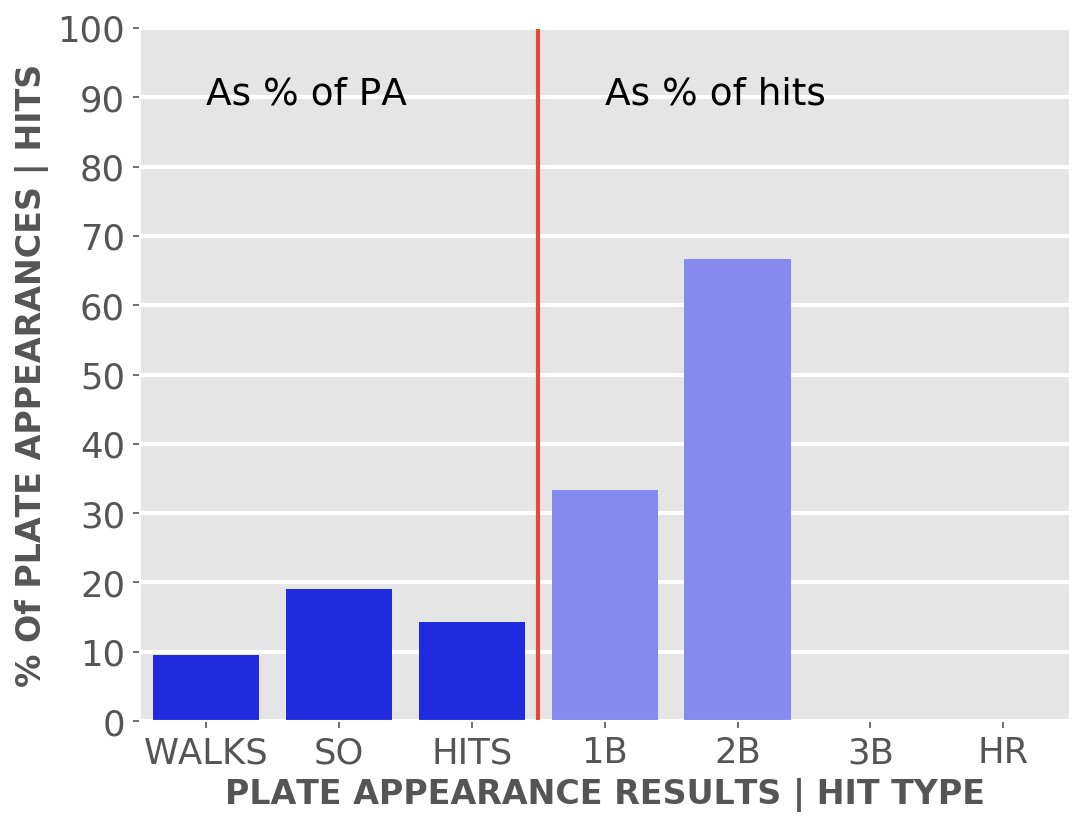 % Of PLATE APPEARANCES | HITS
100
90
80
70
60
50
40
30
20
10
0
As % of PA
As % of hits
WALKS SO HITS 1B 2B 3B HR
PLATE APPEARANCE RESULTS | HIT TYPE